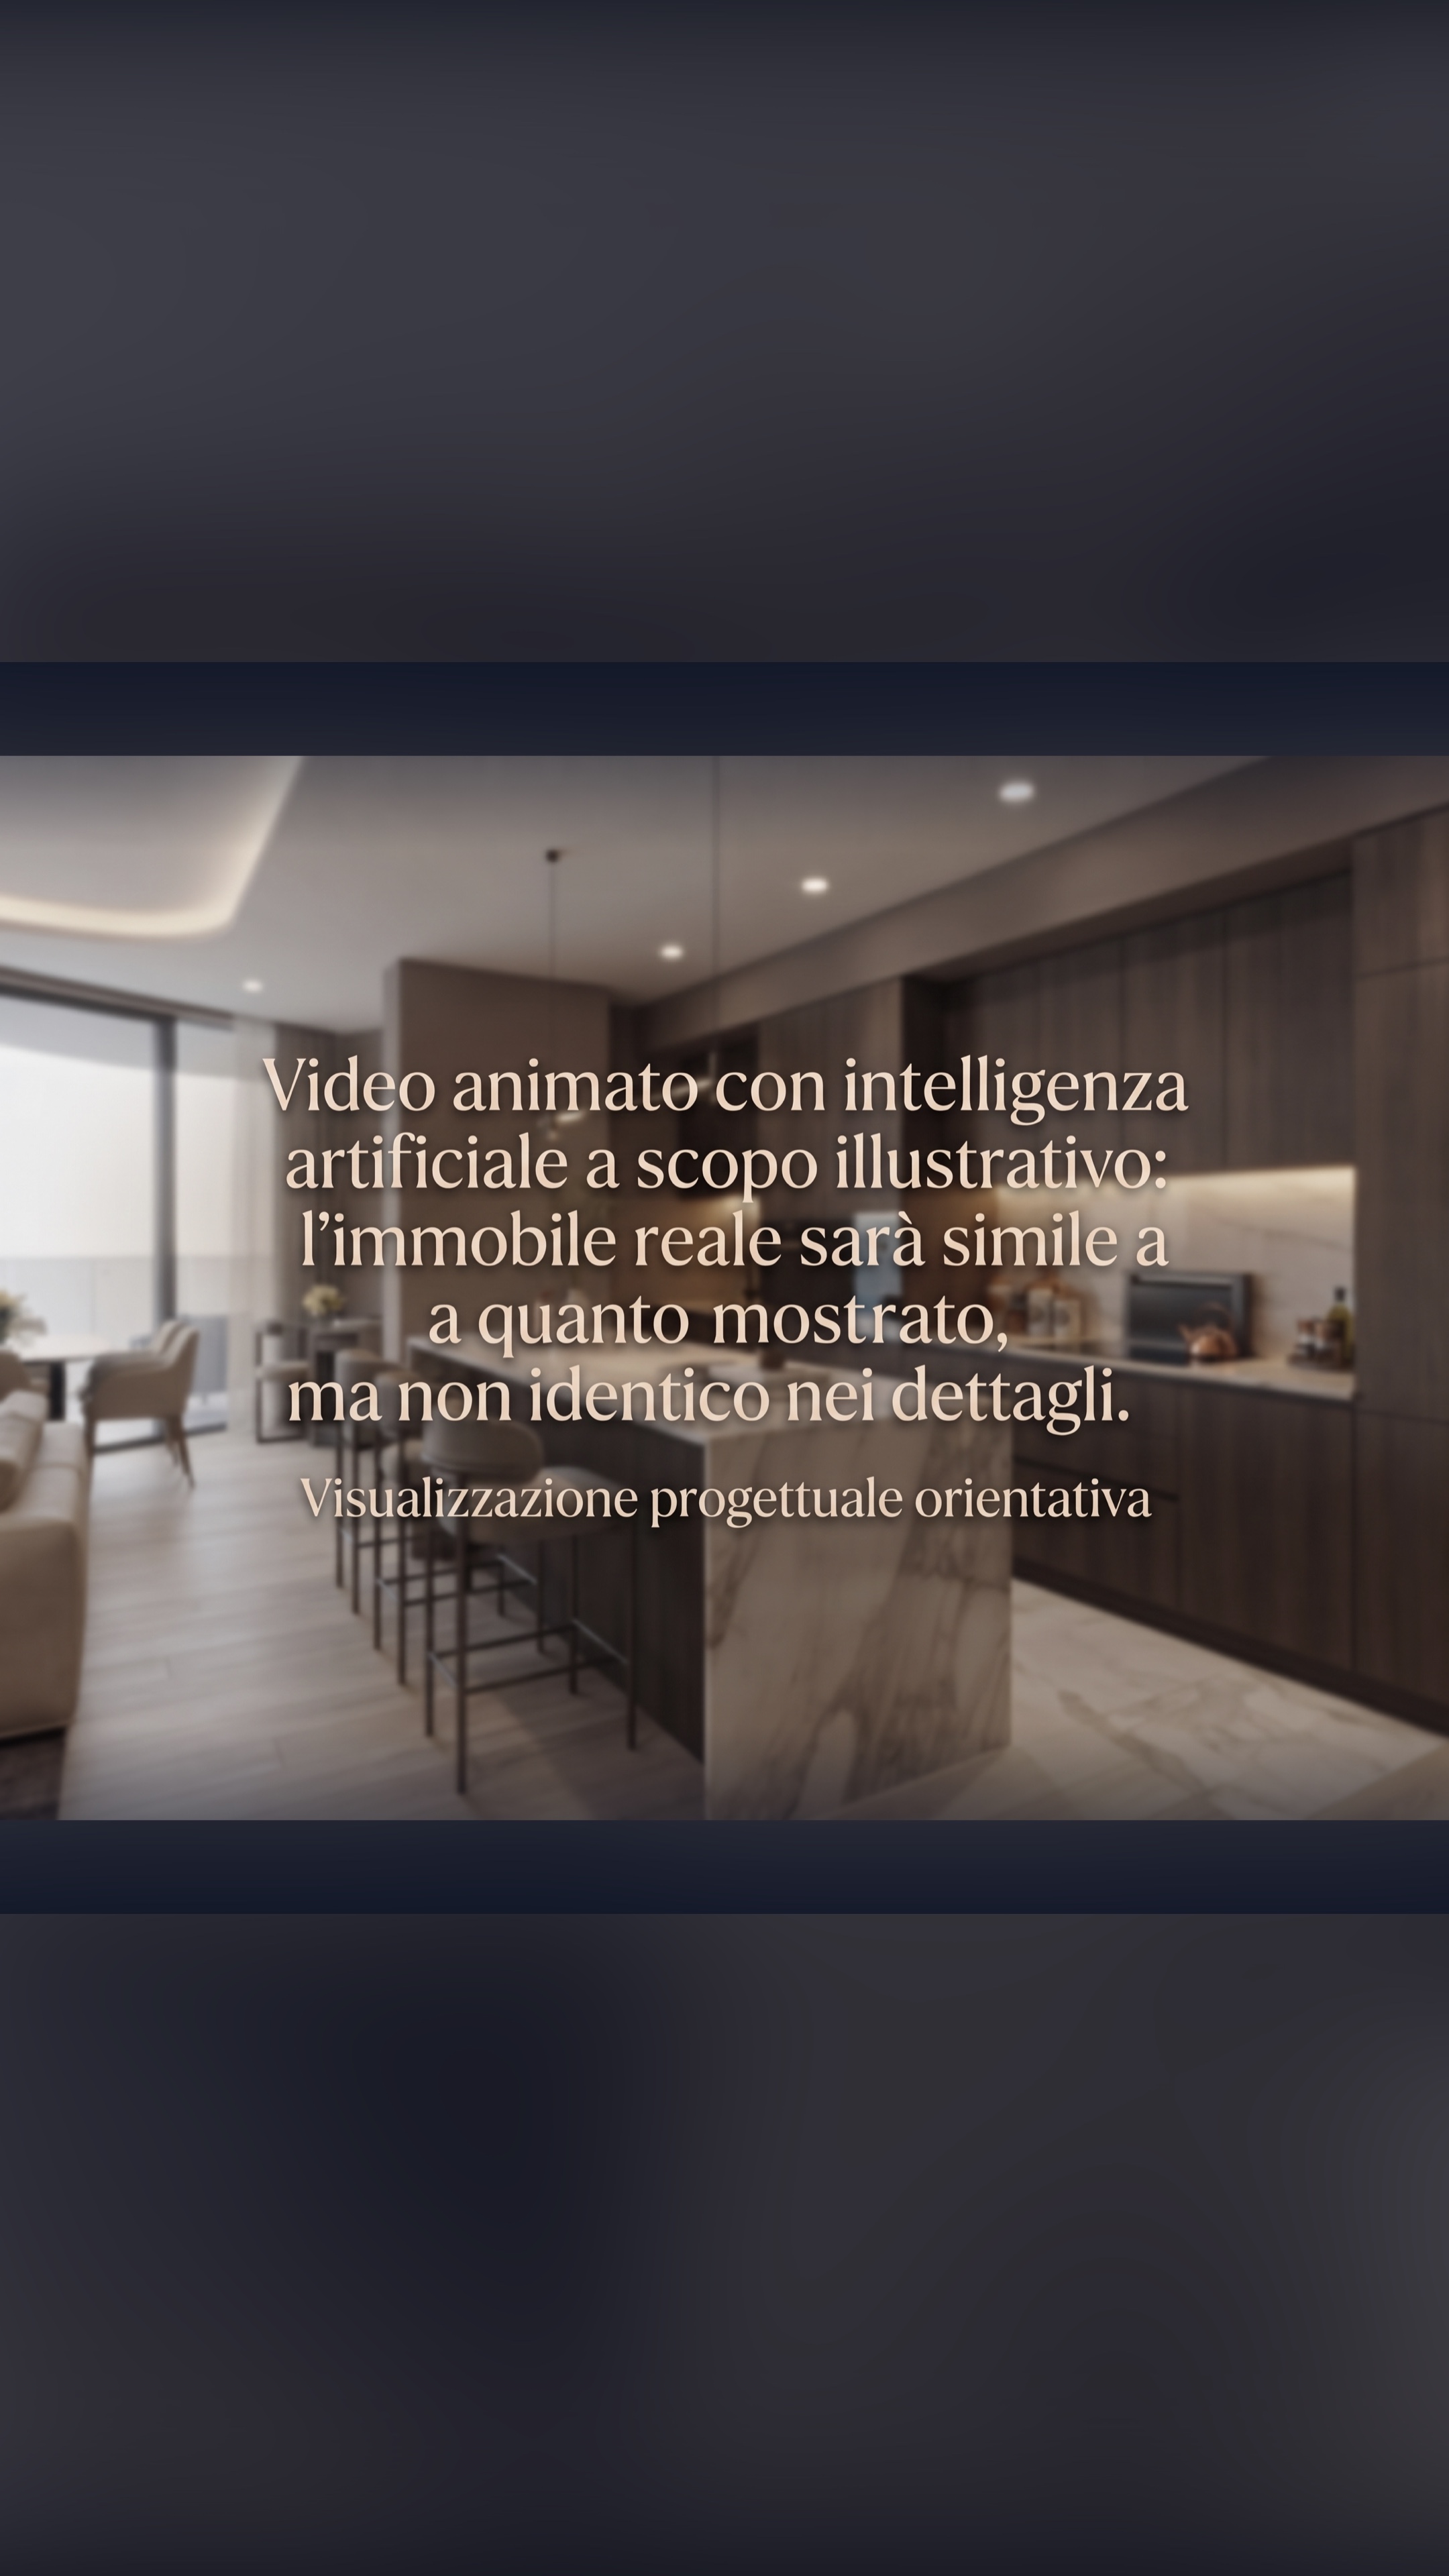 Video animato con intelligenza
artificiale a scopo illustrativo:
l’immobile reale sarà simile a
a quanto mostrato,
ma non identico nei dettagli.
Visualizzazione progettuale orientativa